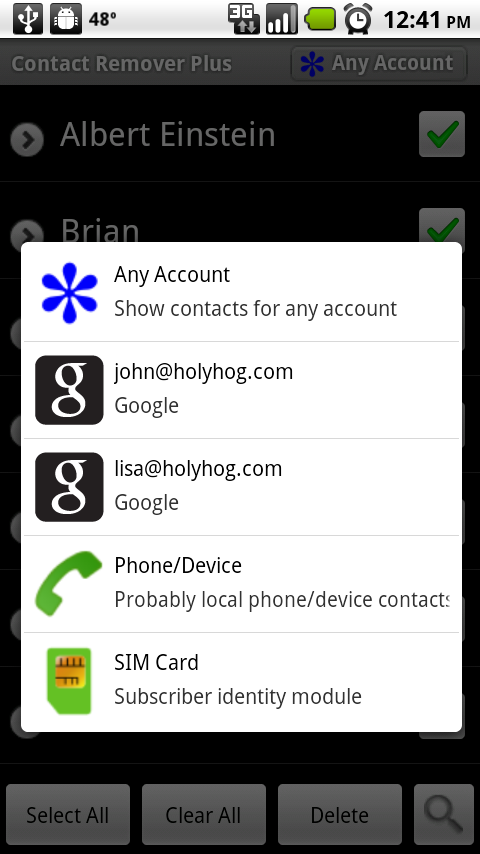 48°
3G
12:41 PM
Contact Remover Plus
Any Account
Albert Einstein
Brian
Any Account
Show contacts for any account
g
john@holyhog.com
Google
g
lisa@holyhog.com
Google
Phone/Device
Probably local phone/device contacts
SIM Card
Subscriber identity module
Select All
Clear All
Delete